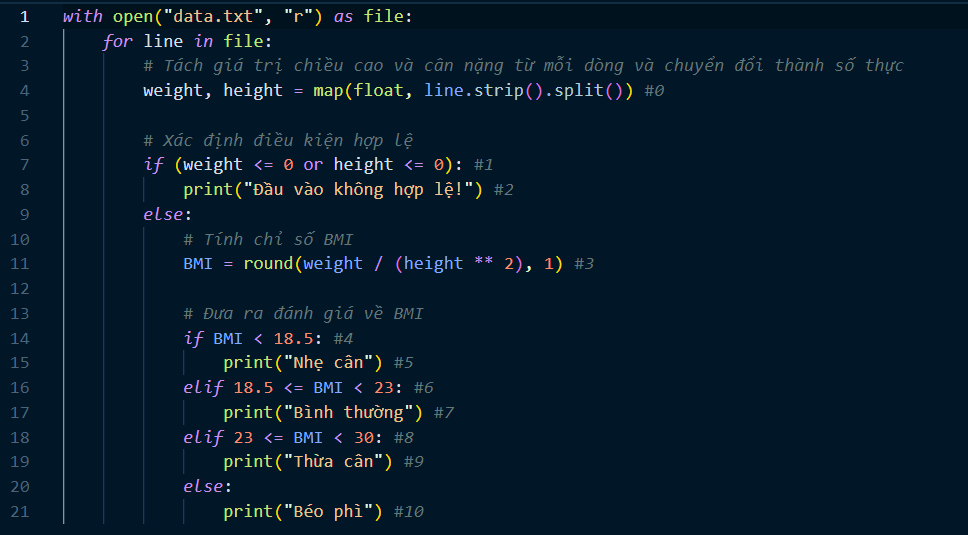 1 with open("data.txt", "r") as file:
2 for line in file:
3 # Tách giá trị chiều cao và cân nặng từ mỗi dòng và chuyển đổi thành số thực
4 weight, height = map(float, line.strip().split()) #0
5
6 # Xác định điều kiện hợp lệ
7 if (weight <= 0 or height <= 0): #1
8 print("Đầu vào không hợp lệ!") #2
9 else:
10 # Tính chỉ số BMI
11 BMI = round(weight / (height ** 2), 1) #3
12
13 # Đưa ra đánh giá về BMI
14 if BMI < 18.5: #4
15 print("Nhẹ cân") #5
16 elif 18.5 <= BMI < 23: #6
17 print("Bình thường") #7
18 elif 23 <= BMI < 30: #8
19 print("Thừa cân") #9
20 else:
21 print("Béo phì") #10